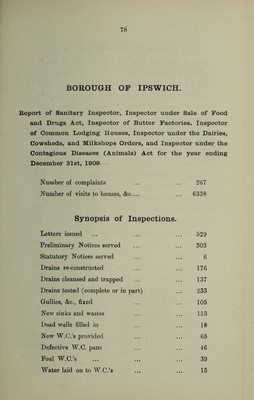 78
BOROUGH OF IPSWICH.
Report of Sanitary Inspector, Inspector under Sale of Food
and Drugs Act, Inspector of Butter Factories. Inspector
of Common Lodging Houses, Inspector under the Dairies,
Cowsheds, and Milkshops Orders, and Inspector under the
Contagious Diseases (Animals) Act for the year ending
December 31st, 1909.
Number of complaints ... ... 267
Number of visits to houses, &c.... ... 6338
Synopsis of Inspections.
Letters issued ... ... ... 529
Preliminary Notices served ... ... 303
Statutory Notices served ... ... 6
Drains re-constructed ... ... 176
Drains cleansed and trapped ... ... 137
Drains tested (complete or in part) ... 233
Gullies, &c., fixed ... ... 105
New sinks and wastes ... ... 153
Dead walls filled in ... ... 18
New W.C.'s provided ... ... 65
Defective W.C. pans ... ... 46
Foul W.C.'s ... ... ... 39
Water laid on to W.C.'s ... ... 15